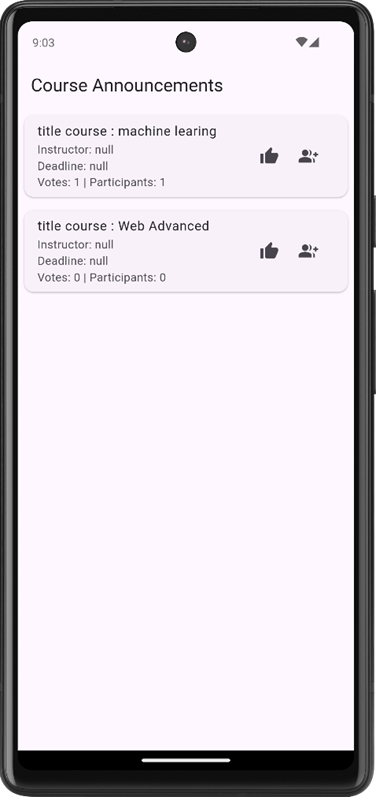 9:03
Course Announcements
title course : machine learing
Instructor: null
Deadline: null
Votes: 1 | Participants: 1
title course : Web Advanced
Instructor: null
Deadline: null
Votes: 0 | Participants: 0